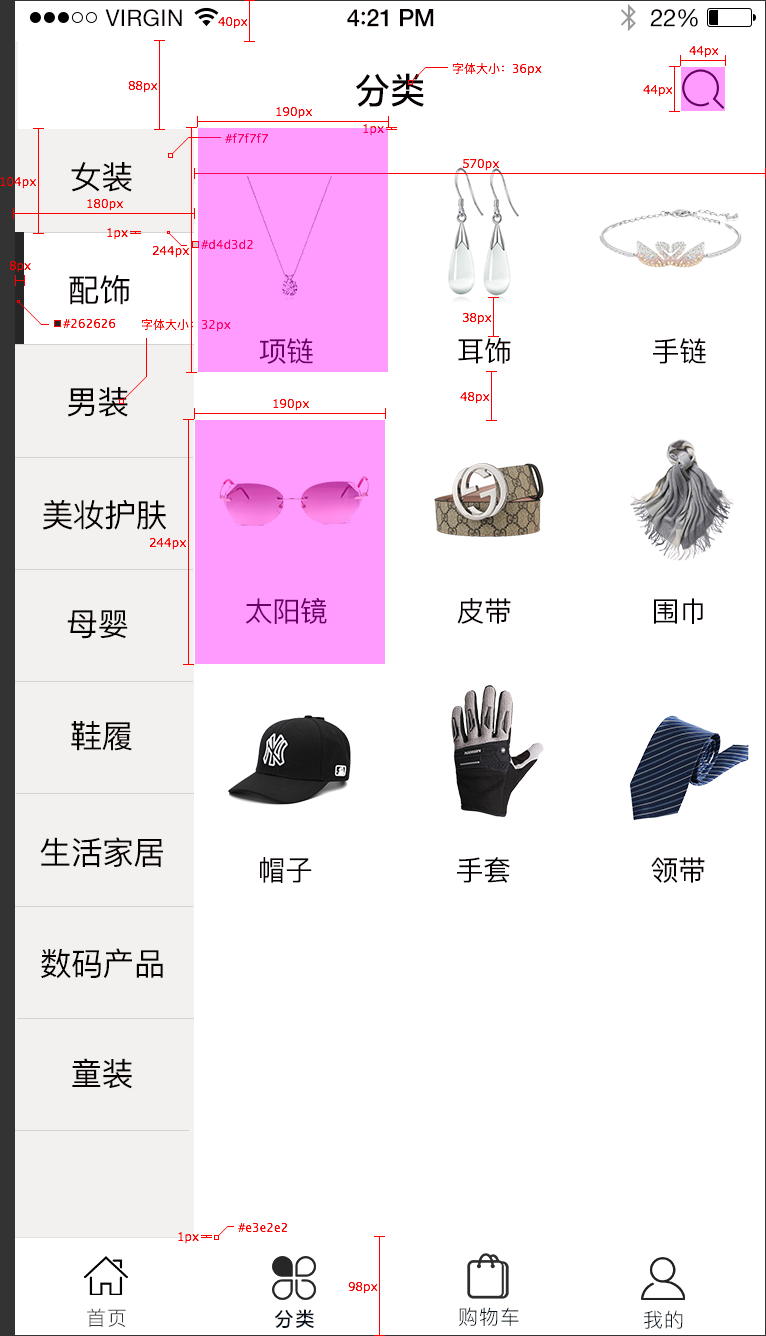 VIRGIN 4:21 PM 22%
40px
88px
分类
字体大小：36px
44px
44px
190px
1px
#f7f7f7
104px
女装
180px
570px
1px
244px
#d4d3d2
8px
配饰
#262626
字体大小：32px
38px
项链 耳饰 手链
男装
190px
48px
美妆护肤
244px
太阳镜 皮带 围巾
母婴
鞋履
生活家居
帽子 手套 领带
数码产品
童装
1px
#e3e2e2
98px
首页 分类 购物车 我的